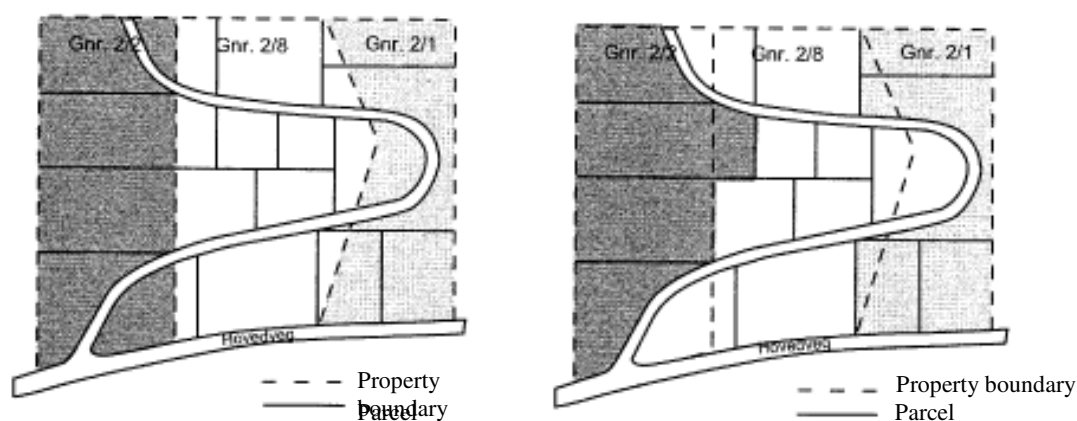 Gnr. 2/2
Gnr. 2/8
Gnr. 2/1
Hovedveg
Property
boundary
Parcel
Gnr. 2/2
Gnr. 2/8
Gnr. 2/1
Hovedveg
Property boundary
Parcel